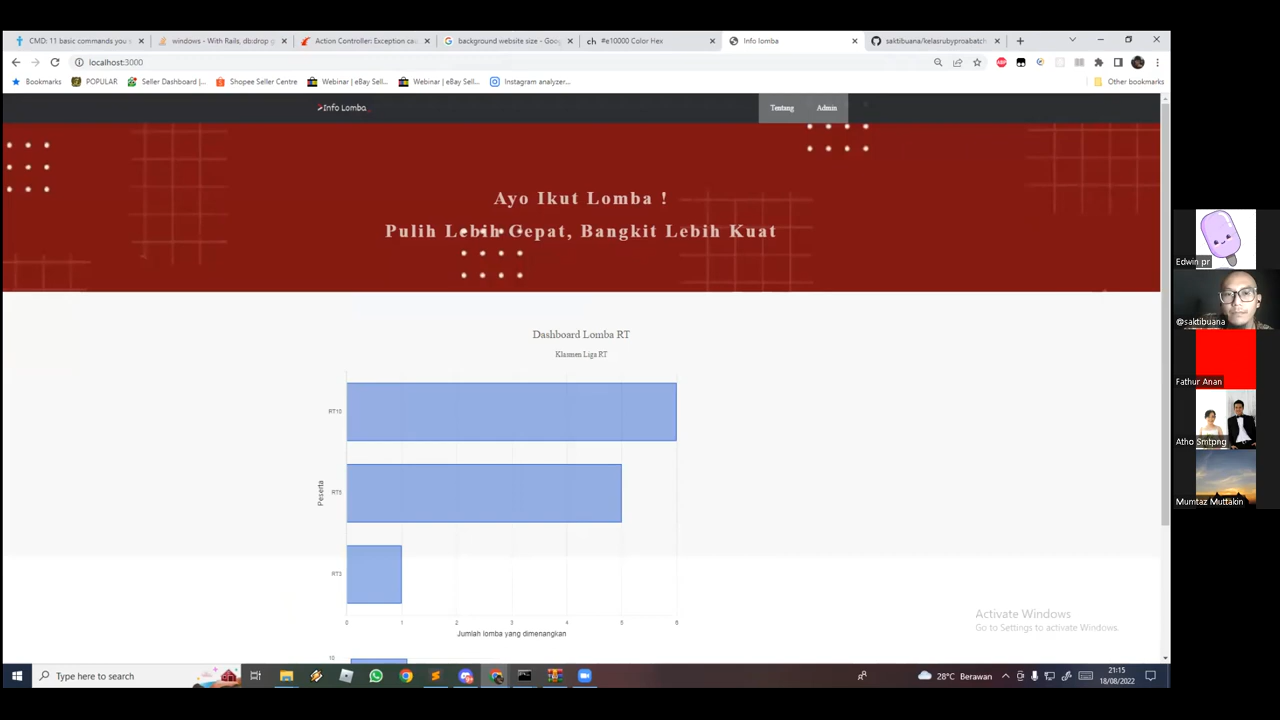 CMD: 11 basic commands you s
windows - With Rails, db:drop g
Action Controller: Exception cau
background website size - Goog
ch #e10000 Color Hex
Info lomba
saktibuana/kelasrubyproabatch
localhost:3000
Bookmarks
POPULAR
Seller Dashboard |...
Shopee Seller Centre
Webinar | eBay Sell...
Webinar | eBay Sell...
Instagram analyzer...
Other bookmarks
>Info Lomba_
Tentang
Admin
Ayo Ikut Lomba !
Pulih Lebih Cepat, Bangkit Lebih Kuat
Edwin pr
@saktibuana
Dashboard Lomba RT
Klasmen Liga RT
Fathur Anan
RT10
Atho Smtpng
Peserta
RT5
Mumtaz Muttakin
RT3
0 1 2 3 4 5 6
Jumlah lomba yang dimenangkan
10
Activate Windows
Go to Settings to activate Windows.
Type here to search
28°C Berawan
21:15
18/08/2022